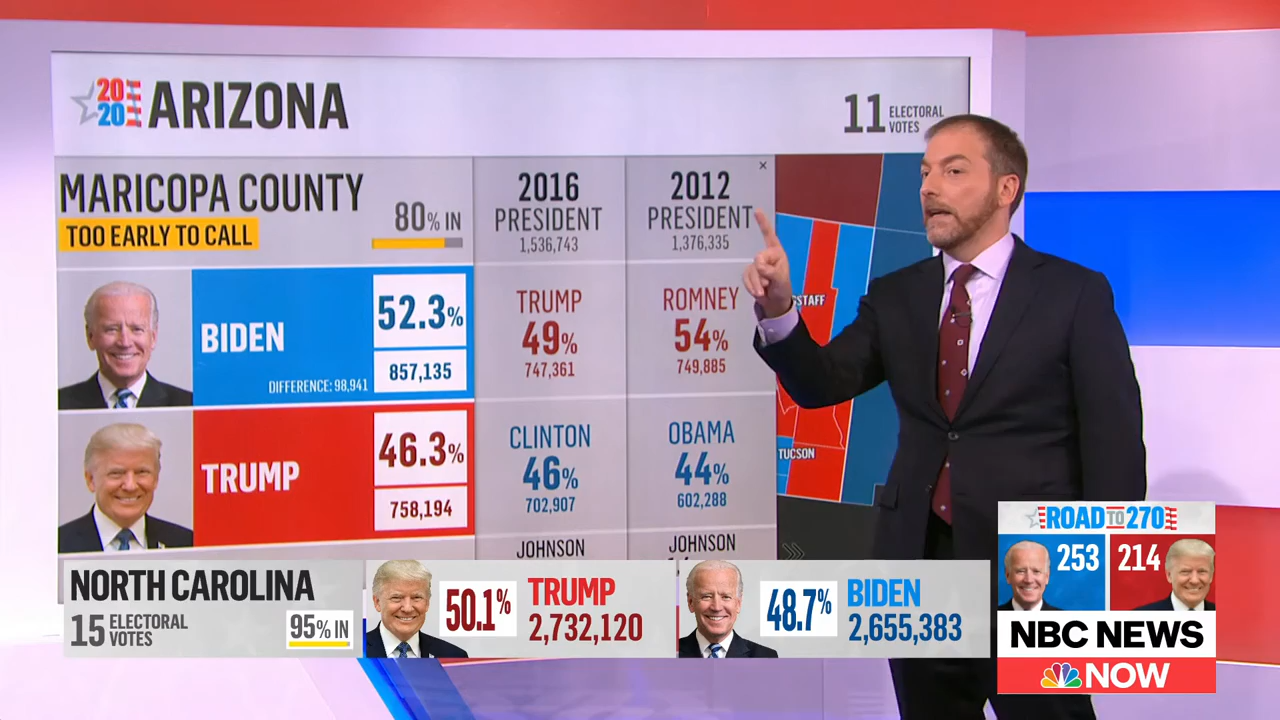 2020
ARIZONA
11 ELECTORAL VOTES
MARICOPA COUNTY
TOO EARLY TO CALL
80% IN
BIDEN
52.3%
857,135
DIFFERENCE: 98,941
TRUMP
46.3%
758,194
2016
PRESIDENT
1,536,743
TRUMP
49%
747,361
CLINTON
46%
702,907
JOHNSON
2012
PRESIDENT
1,376,335
ROMNEY
54%
749,885
OBAMA
44%
602,288
JOHNSON
×
TUCSON
NORTH CAROLINA
15 ELECTORAL VOTES
95% IN
50.1%
TRUMP
2,732,120
48.7%
BIDEN
2,655,383
ROAD TO 270
253
214
NBC NEWS
NOW